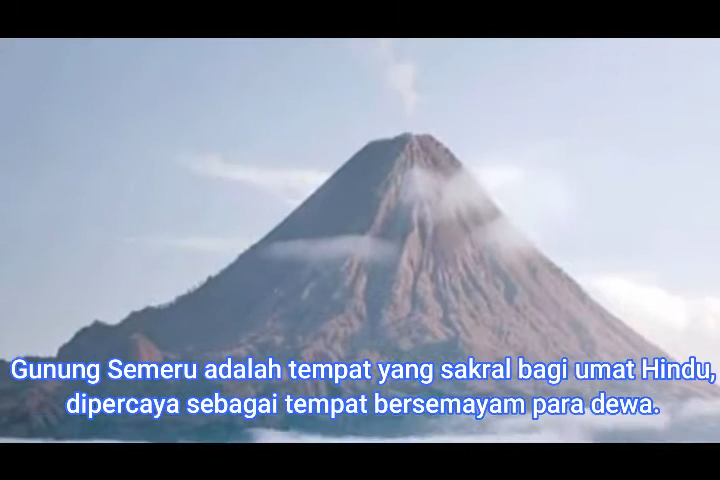 Gunung Semeru adalah tempat yang sakral bagi umat Hindu,
dipercaya sebagai tempat bersemayam para dewa.